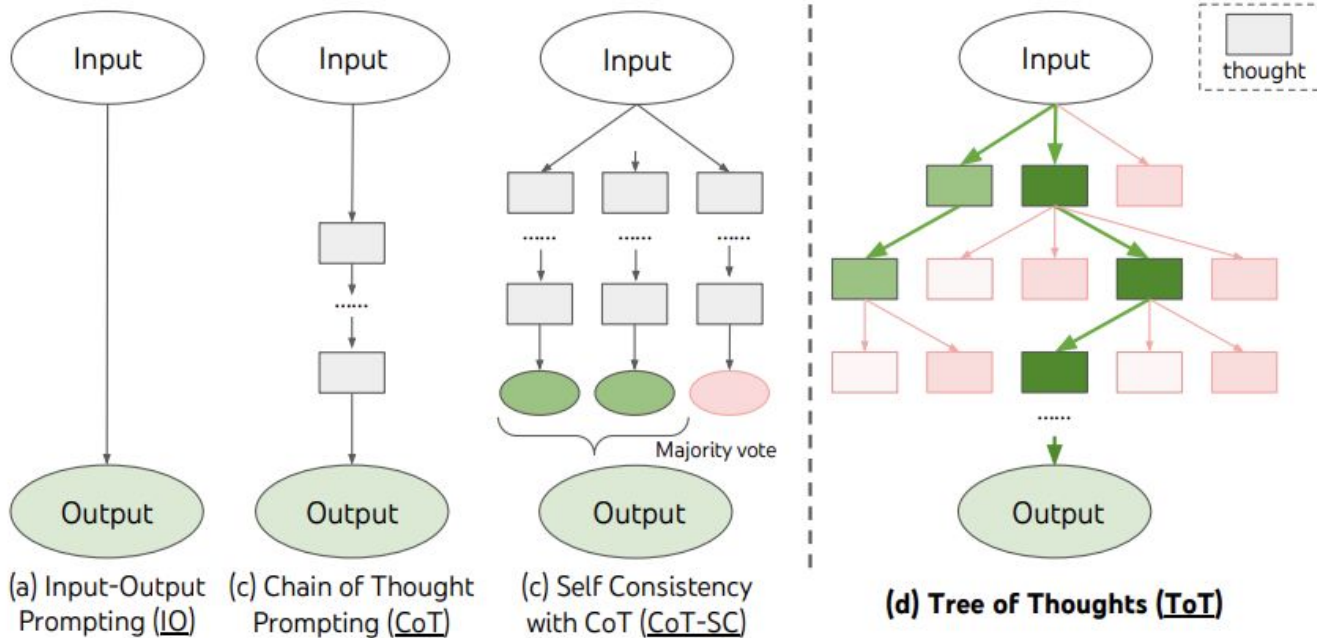 Input
Input
Input
Input
thought
......
......
......
......
......
Majority vote
Output
Output
Output
Output
(a) Input-Output
Prompting (IO)
(c) Chain of Thought
Prompting (CoT)
(c) Self Consistency
with CoT (CoT-SC)
(d) Tree of Thoughts (ToT)